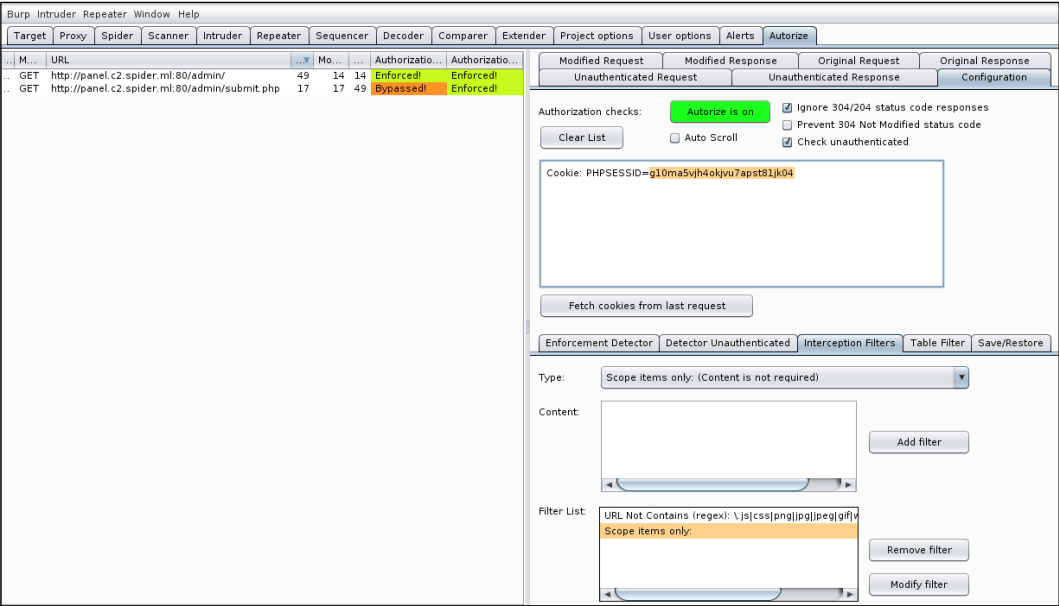 Burp Intruder Repeater Window Help
Target Proxy Spider Scanner Intruder Repeater Sequencer Decoder Comparer Extender Project options User options Alerts Autorize
... M... URL ... Mo... ... Authorizatio... Authorizatio...
.. GET http://panel.c2.spider.ml:80/admin/ 49 14 14 Enforced! Enforced!
.. GET http://panel.c2.spider.ml:80/admin/submit.php 17 17 49 Bypassed! Enforced!
Modified Request Modified Response Original Request Original Response
Unauthenticated Request Unauthenticated Response Configuration
Authorization checks: Autorize is on Ignore 304/204 status code responses
Prevent 304 Not Modified status code
Clear List Auto Scroll Check unauthenticated
Cookie: PHPSESSID=gl0ma5vjh4okjvu7apst81jk04
Fetch cookies from last request
Enforcement Detector Detector Unauthenticated Interception Filters Table Filter Save/Restore
Type: Scope items only: (Content is not required)
Content:
Add filter
Filter List: URL Not Contains (regex): \.js|css|png|jpg|jpeg|gif|w
Scope items only:
Remove filter
Modify filter